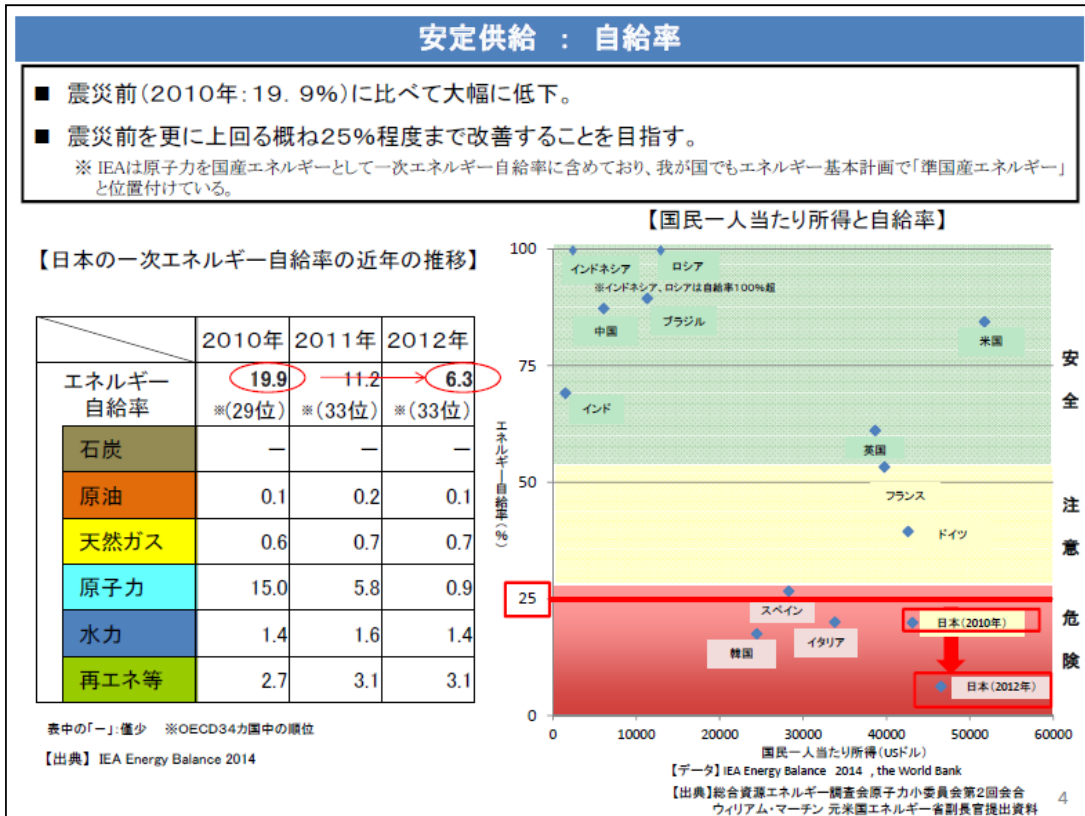 安定供給 ： 自給率
■ 震災前(2010年：19．9%)に比べて大幅に低下。
■ 震災前を更に上回る概ね25%程度まで改善することを目指す。
※ IEAは原子力を国産エネルギーとして一次エネルギー自給率に含めており、我が国でもエネルギー基本計画で「準国産エネルギー」
と位置付けている。
【日本の一次エネルギー自給率の近年の推移】
2010年 2011年 2012年
エネルギー 19.9 11.2 6.3
自給率 ※(29位) ※(33位) ※(33位)
石炭 － － －
原油 0.1 0.2 0.1
天然ガス 0.6 0.7 0.7
原子力 15.0 5.8 0.9
水力 1.4 1.6 1.4
再エネ等 2.7 3.1 3.1
表中の「－」：僅少 ※OECD34カ国中の順位
【出典】 IEA Energy Balance 2014
【国民一人当たり所得と自給率】
エネルギー自給率(%)
100
75
50
25
0
インドネシア
ロシア
※インドネシア、ロシアは自給率100%超
中国
ブラジル
米国
インド
英国
フランス
ドイツ
スペイン
韓国
イタリア
日本(2010年)
日本(2012年)
安全
注意
危険
0 10000 20000 30000 40000 50000 60000
国民一人当たり所得(USドル)
【データ】IEA Energy Balance 2014 , the World Bank
【出典】総合資源エネルギー調査会原子力小委員会第2回会合
ウィリアム・マーチン 元米国エネルギー省副長官提出資料
4